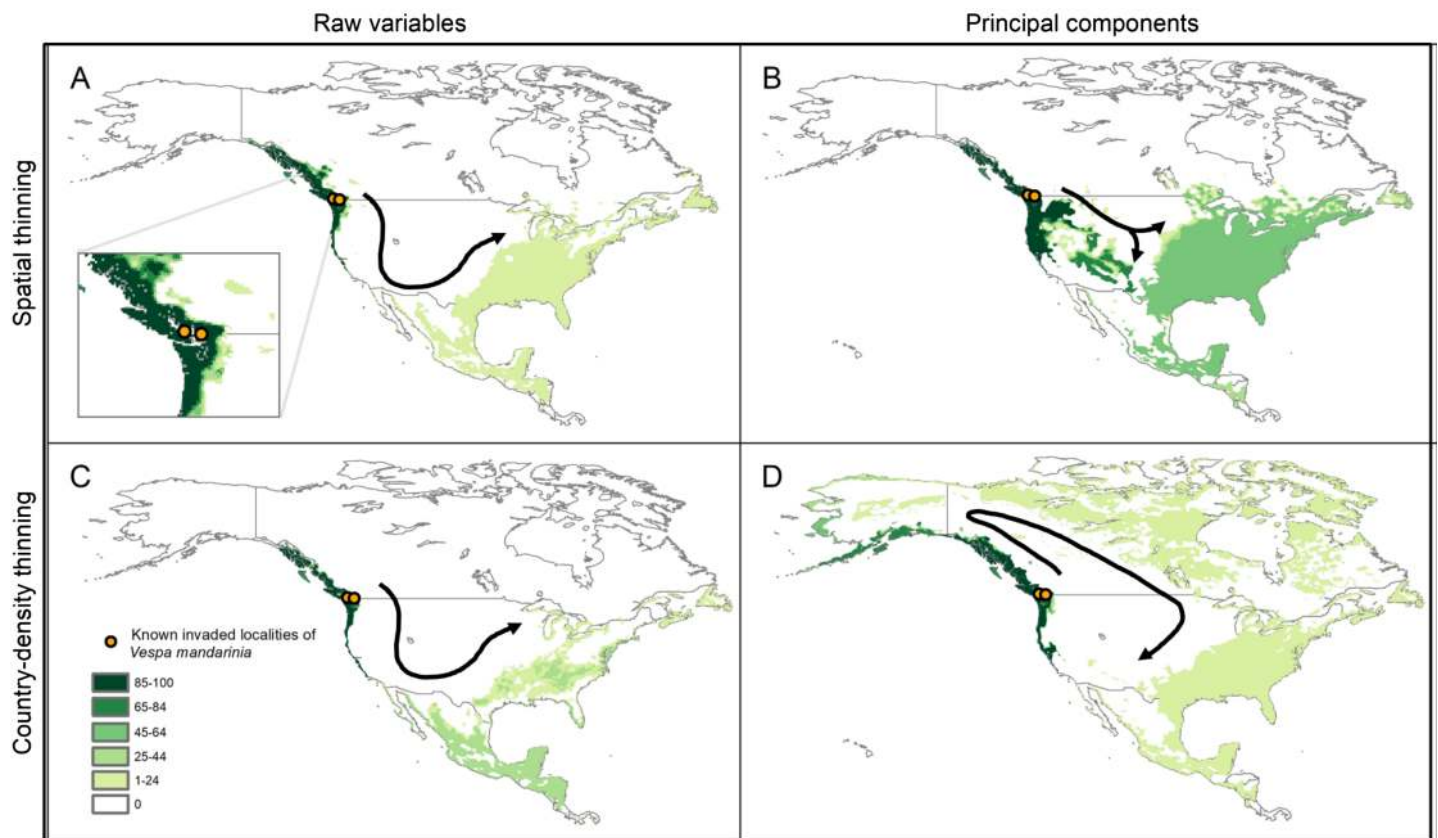 Raw variables
Principal components
Spatial thinning
A
B
Country-density thinning
C
D
Known invaded localities of
Vespa mandarinia
85-100
65-84
45-64
25-44
1-24
0